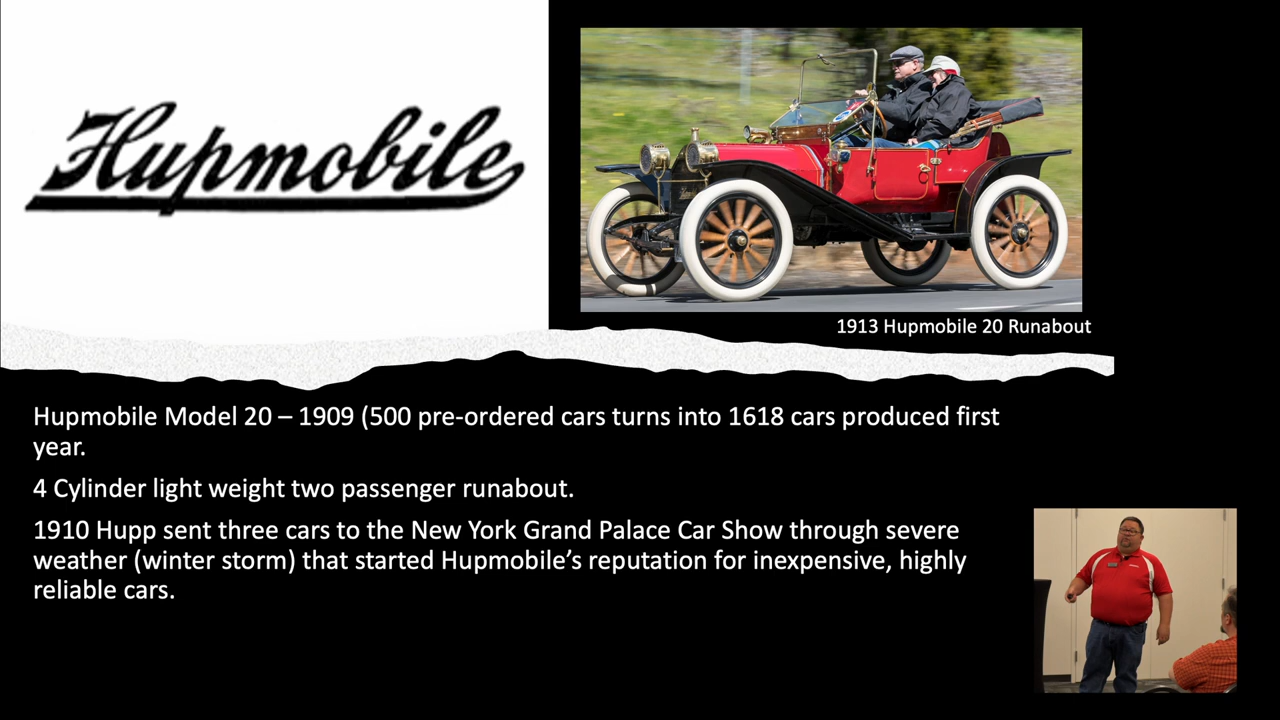 Hupmobile
1913 Hupmobile 20 Runabout
Hupmobile Model 20 – 1909 (500 pre-ordered cars turns into 1618 cars produced first
year.
4 Cylinder light weight two passenger runabout.
1910 Hupp sent three cars to the New York Grand Palace Car Show through severe
weather (winter storm) that started Hupmobile’s reputation for inexpensive, highly
reliable cars.